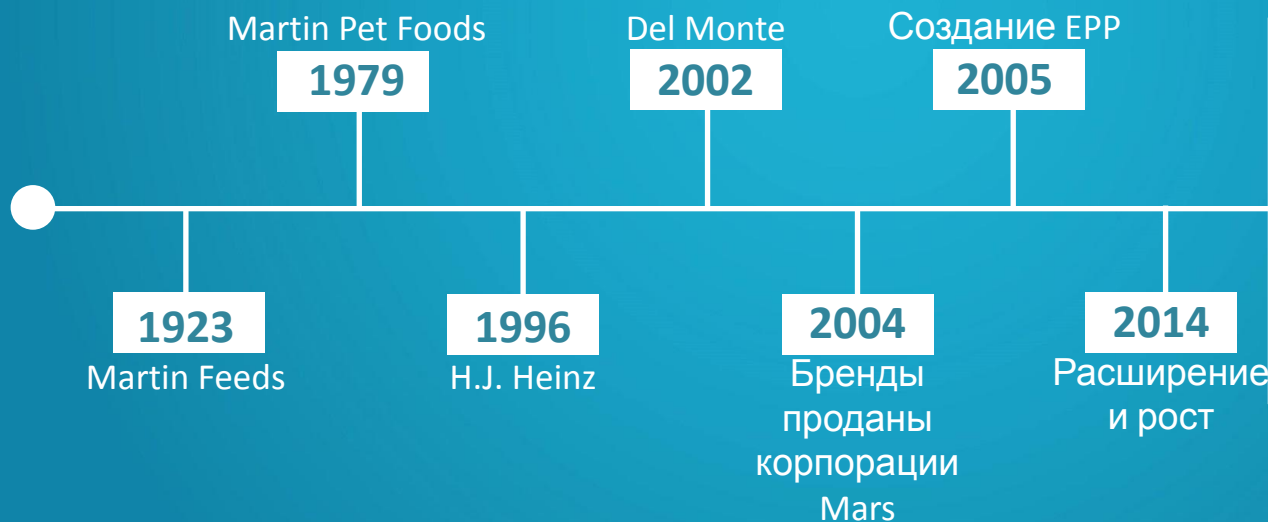 Martin Pet Foods
1979
Del Monte
2002
Создание EPP
2005
1923
Martin Feeds
1996
H.J. Heinz
2004
Бренды
проданы
корпорации
Mars
2014
Расширение
и рост